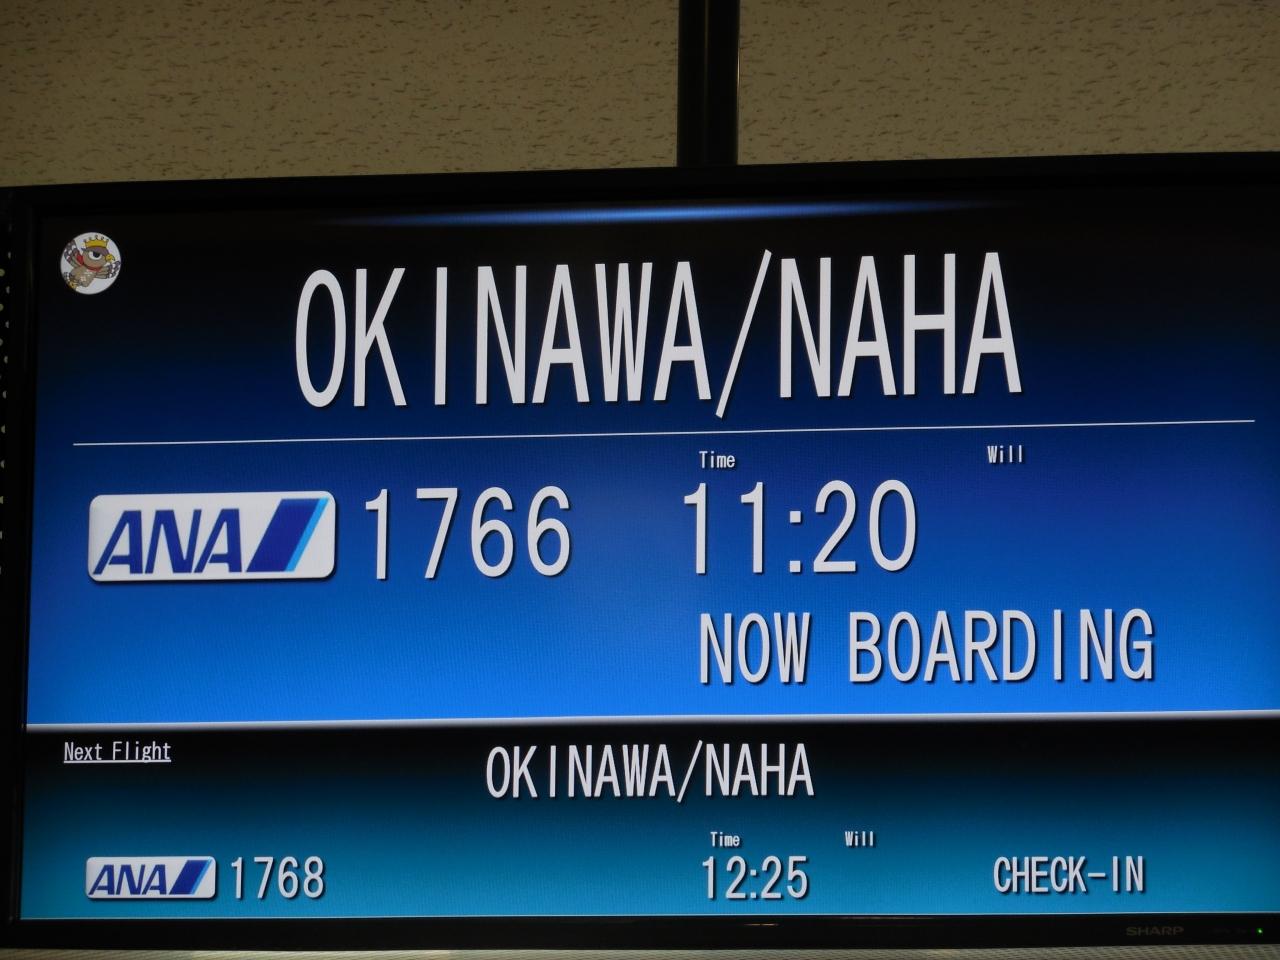 OKINAWA/NAHA
Time Will
ANA 1766 11:20
NOW BOARDING
Next Flight
OKINAWA/NAHA
Time Will
ANA 1768 12:25 CHECK-IN
SHARP